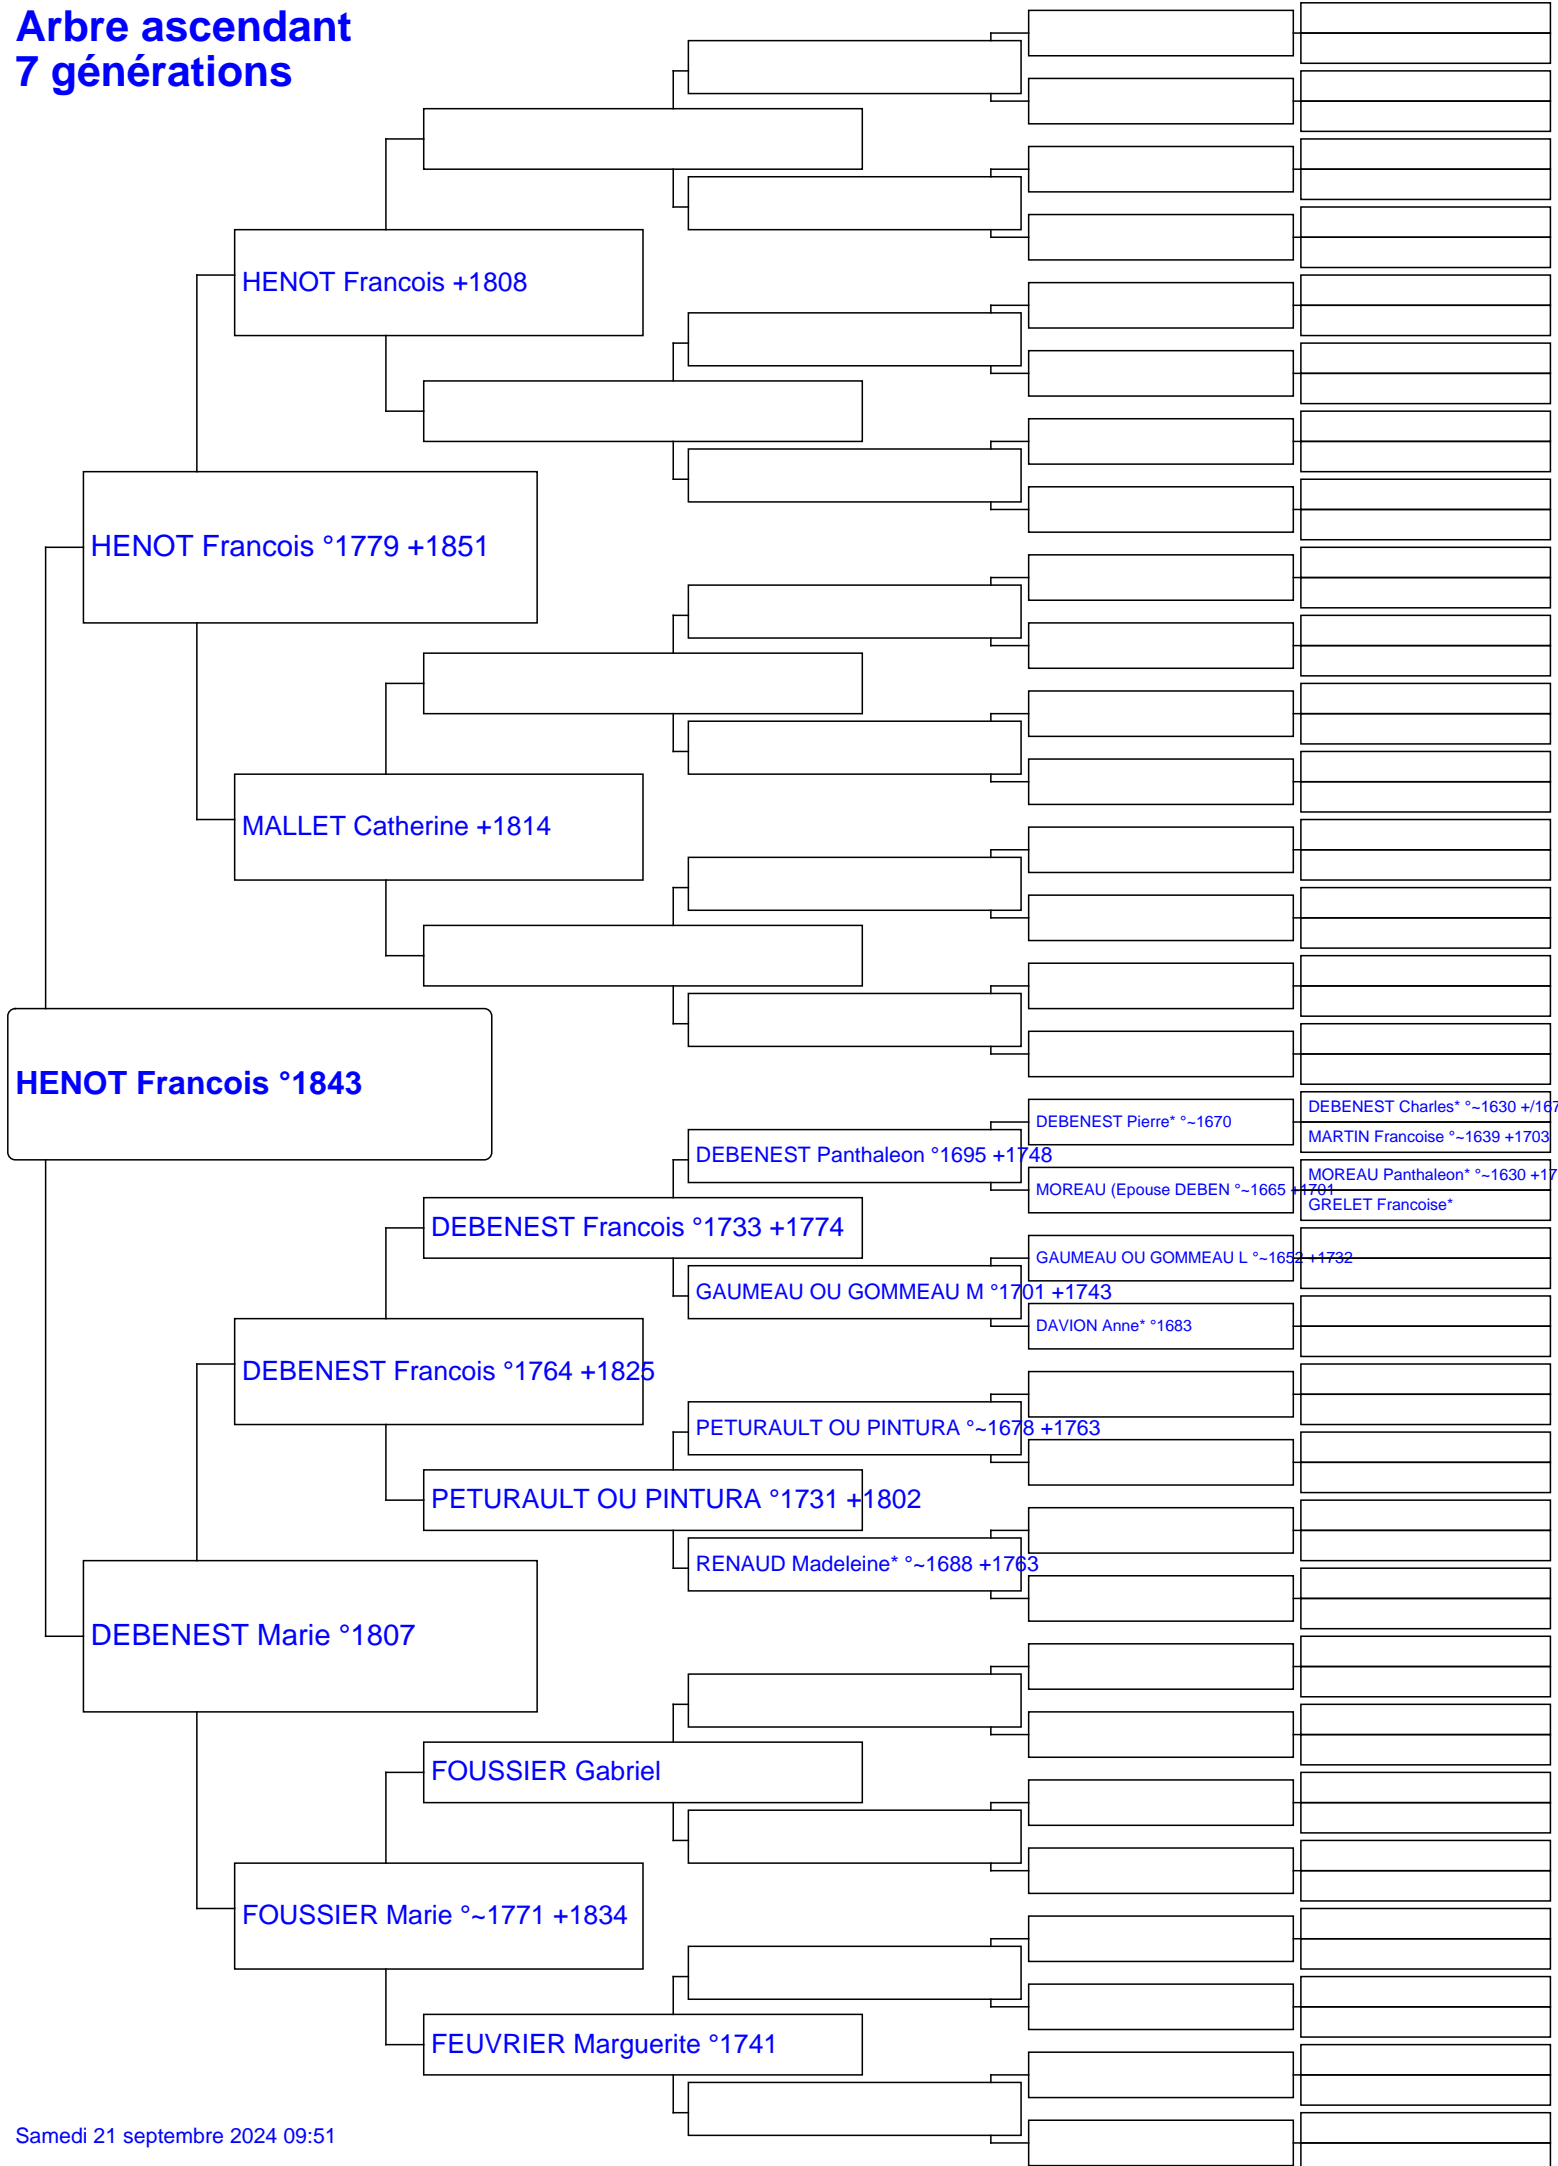 Arbre ascendant
7 générations
HENOT Francois +1808
HENOT Francois °1779 +1851
MALLET Catherine +1814
HENOT Francois °1843
DEBENEST Charles* °~1630 +/167
DEBENEST Pierre* °~1670
MARTIN Francoise °~1639 +1703
DEBENEST Panthaleon °1695 +1748
MOREAU Panthaleon* °~1630 +17
MOREAU (Epouse DEBEN °~1665 +1701
GRELET Francoise*
DEBENEST Francois °1733 +1774
GAUMEAU OU GOMMEAU L °~1652 +1732
GAUMEAU OU GOMMEAU M °1701 +1743
DAVION Anne* °1683
DEBENEST Francois °1764 +1825
PETURAULT OU PINTURA °~1678 +1763
PETURAULT OU PINTURA °1731 +1802
RENAUD Madeleine* °~1688 +1763
DEBENEST Marie °1807
FOUSSIER Gabriel
FOUSSIER Marie °~1771 +1834
FEUVRIER Marguerite °1741
Samedi 21 septembre 2024 09:51